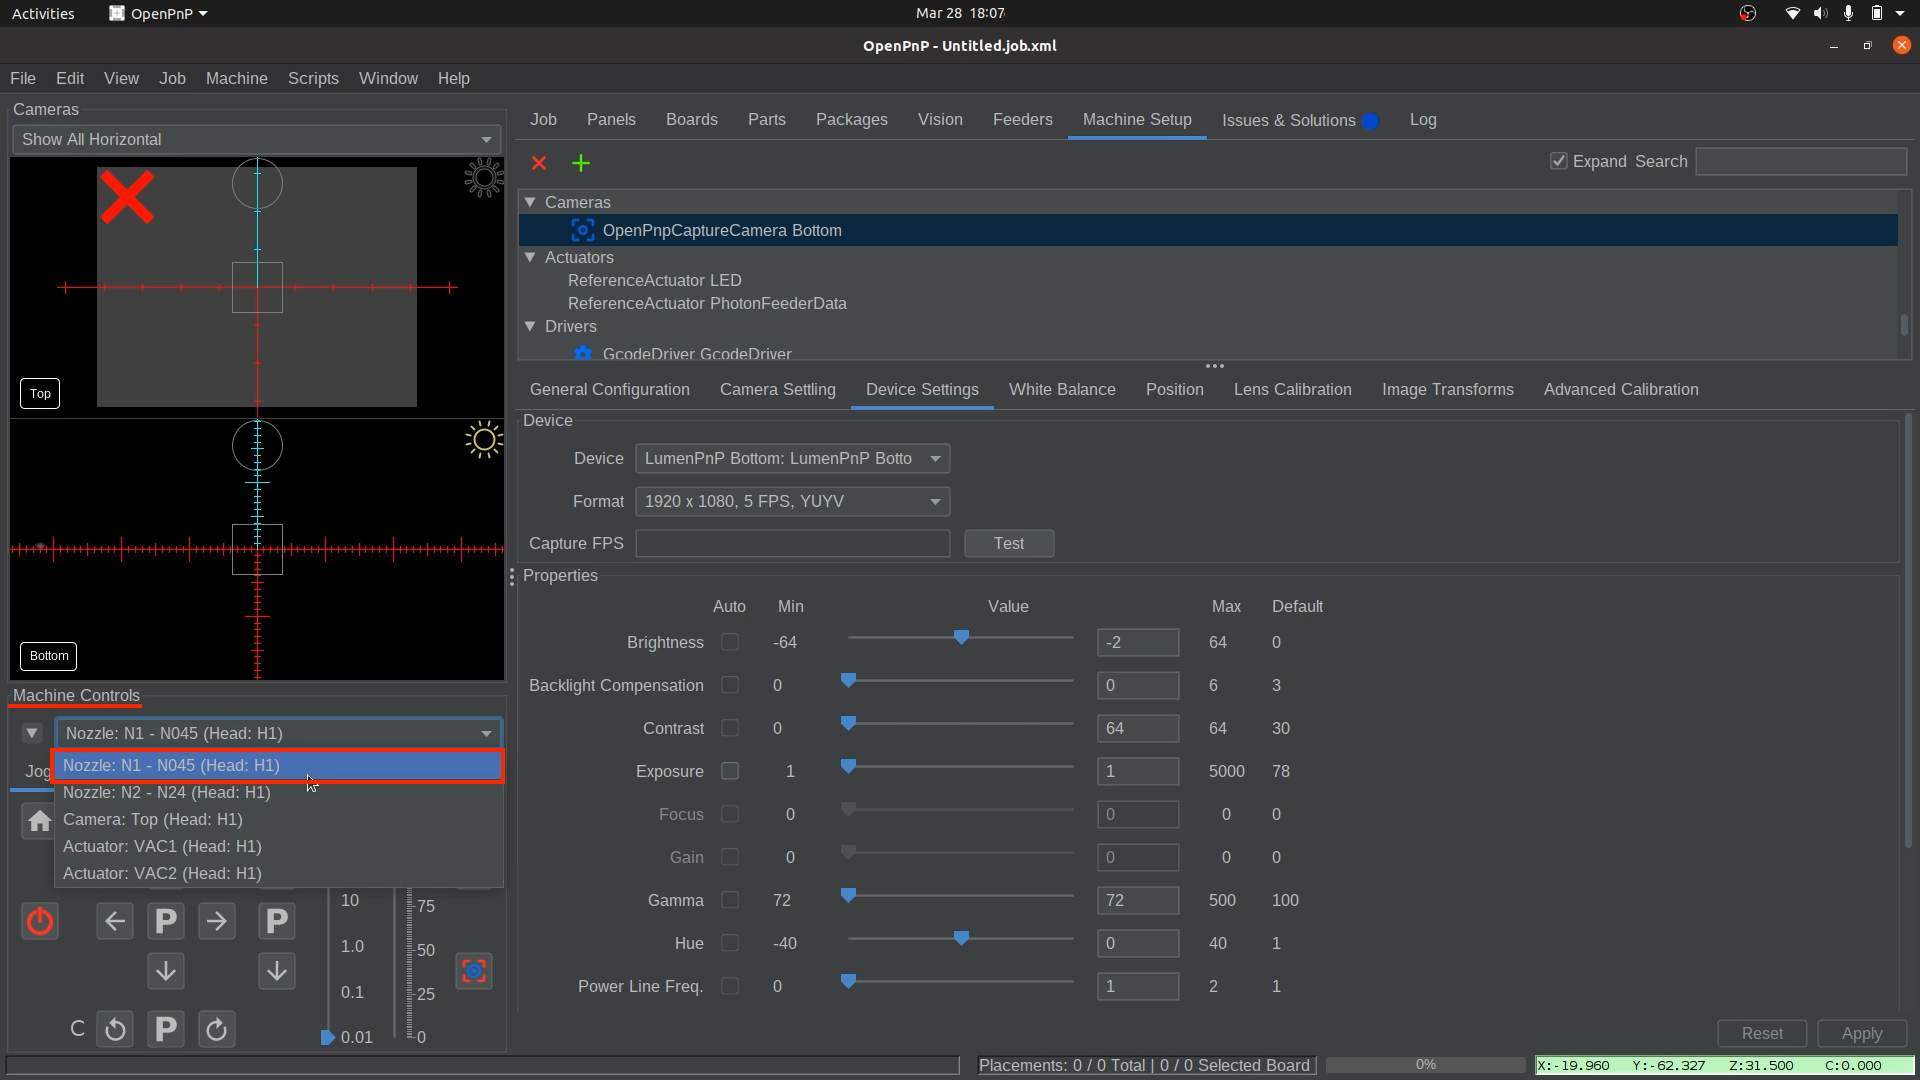 Activities
OpenPnP
Mar 28 18:07
OpenPnP - Untitled.job.xml
File Edit View Job Machine Scripts Window Help
Cameras
Show All Horizontal
Top
Bottom
Machine Controls
Nozzle: N1 - N045 (Head: H1)
Jog
Nozzle: N1 - N045 (Head: H1)
Nozzle: N2 - N24 (Head: H1)
Camera: Top (Head: H1)
Actuator: VAC1 (Head: H1)
Actuator: VAC2 (Head: H1)
10
75
P P
1.0
50
0.1
25
C P
0.01
0
Job Panels Boards Parts Packages Vision Feeders Machine Setup Issues & Solutions Log
Expand Search
Cameras
OpenPnpCaptureCamera Bottom
Actuators
ReferenceActuator LED
ReferenceActuator PhotonFeederData
Drivers
GcodeDriver GcodeDriver
General Configuration Camera Settling Device Settings White Balance Position Lens Calibration Image Transforms Advanced Calibration
Device
Device LumenPnP Bottom: LumenPnP Botto
Format 1920 x 1080, 5 FPS, YUYV
Capture FPS Test
Properties
Auto Min Value Max Default
Brightness -64 -2 64 0
Backlight Compensation 0 0 6 3
Contrast 0 64 64 30
Exposure 1 1 5000 78
Focus 0 0 0 0
Gain 0 0 0 0
Gamma 72 72 500 100
Hue -40 0 40 1
Power Line Freq. 0 1 2 1
Reset Apply
Placements: 0 / 0 Total | 0 / 0 Selected Board 0% X:-19.960 Y:-62.327 Z:31.500 C:0.000